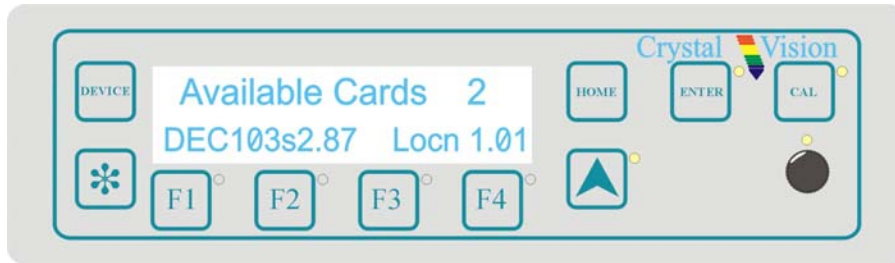 Crystal Vision
DEVICE
Available Cards 2
DEC103s2.87 Locn 1.01
HOME
ENTER
CAL
F1
F2
F3
F4